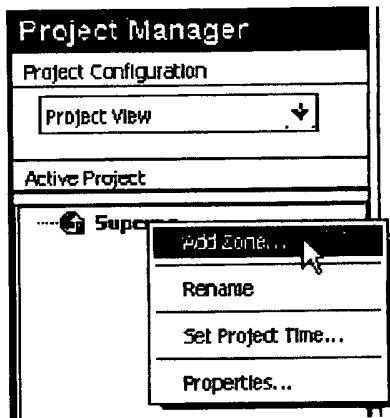 Project Manager
Project Configuration
Project View
Active Project
Add Zone...
Rename
Set Project Time...
Properties...